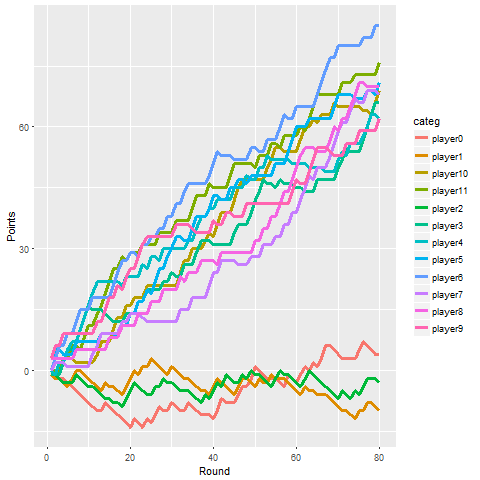 60
30
0
Points
0
20
40
60
80
Round
categ
player0
player1
player10
player11
player2
player3
player4
player5
player6
player7
player8
player9